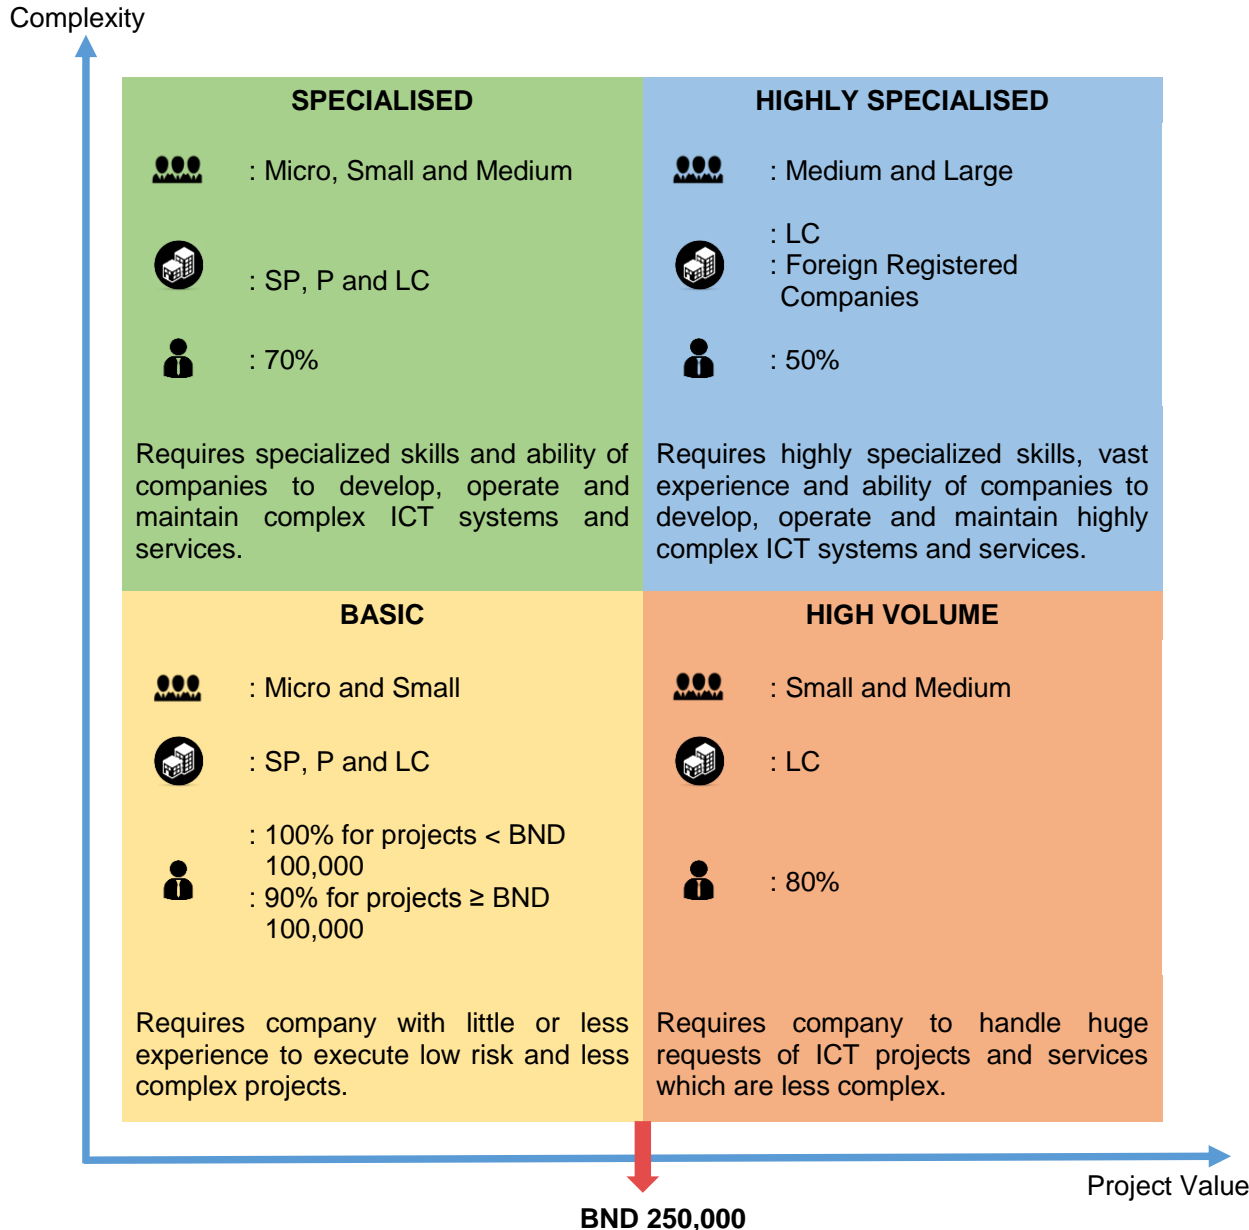 Complexity
SPECIALISED
: Micro, Small and Medium
: SP, P and LC
: 70%
Requires specialized skills and ability of
companies to develop, operate and
maintain complex ICT systems and
services.
HIGHLY SPECIALISED
: Medium and Large
: LC
: Foreign Registered
Companies
: 50%
Requires highly specialized skills, vast
experience and ability of companies to
develop, operate and maintain highly
complex ICT systems and services.
BASIC
: Micro and Small
: SP, P and LC
: 100% for projects < BND
100,000
: 90% for projects ≥ BND
100,000
Requires company with little or less
experience to execute low risk and less
complex projects.
HIGH VOLUME
: Small and Medium
: LC
: 80%
Requires company to handle huge
requests of ICT projects and services
which are less complex.
Project Value
BND 250,000